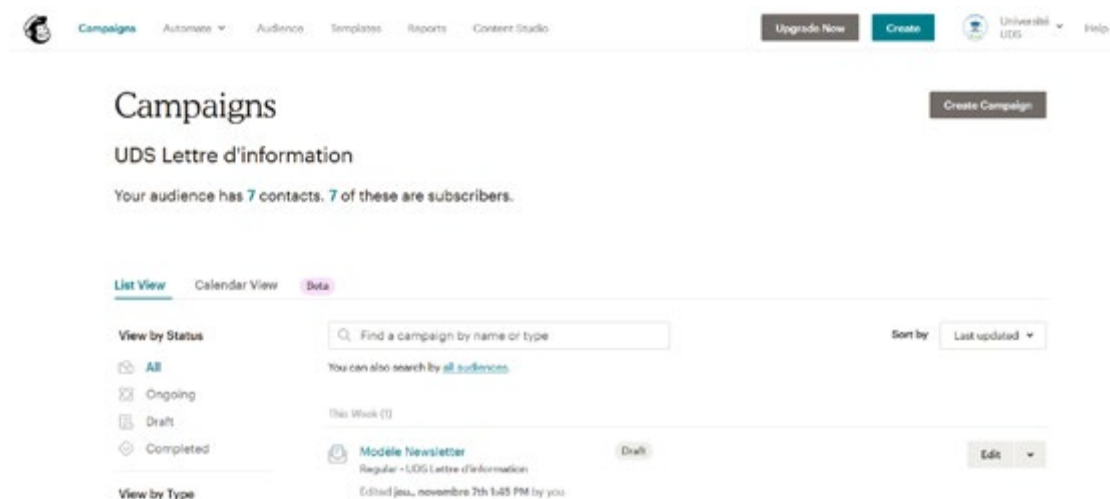 Campaigns Automate Audience Templates Reports Content Studio Upgrade Now Create Université Help
UDS
Campaigns
Create Campaign
UDS Lettre d'information
Your audience has 7 contacts. 7 of these are subscribers.
List View Calendar View Beta
View by Status
Find a campaign by name or type
Sort by Last updated
All
You can also search by all audiences.
Ongoing
This Week (1)
Draft
Completed
Modèle Newsletter Draft Edit
Regular • UDS Lettre d'information
View by Type
Edited jeu., novembre 7th 1:45 PM by you